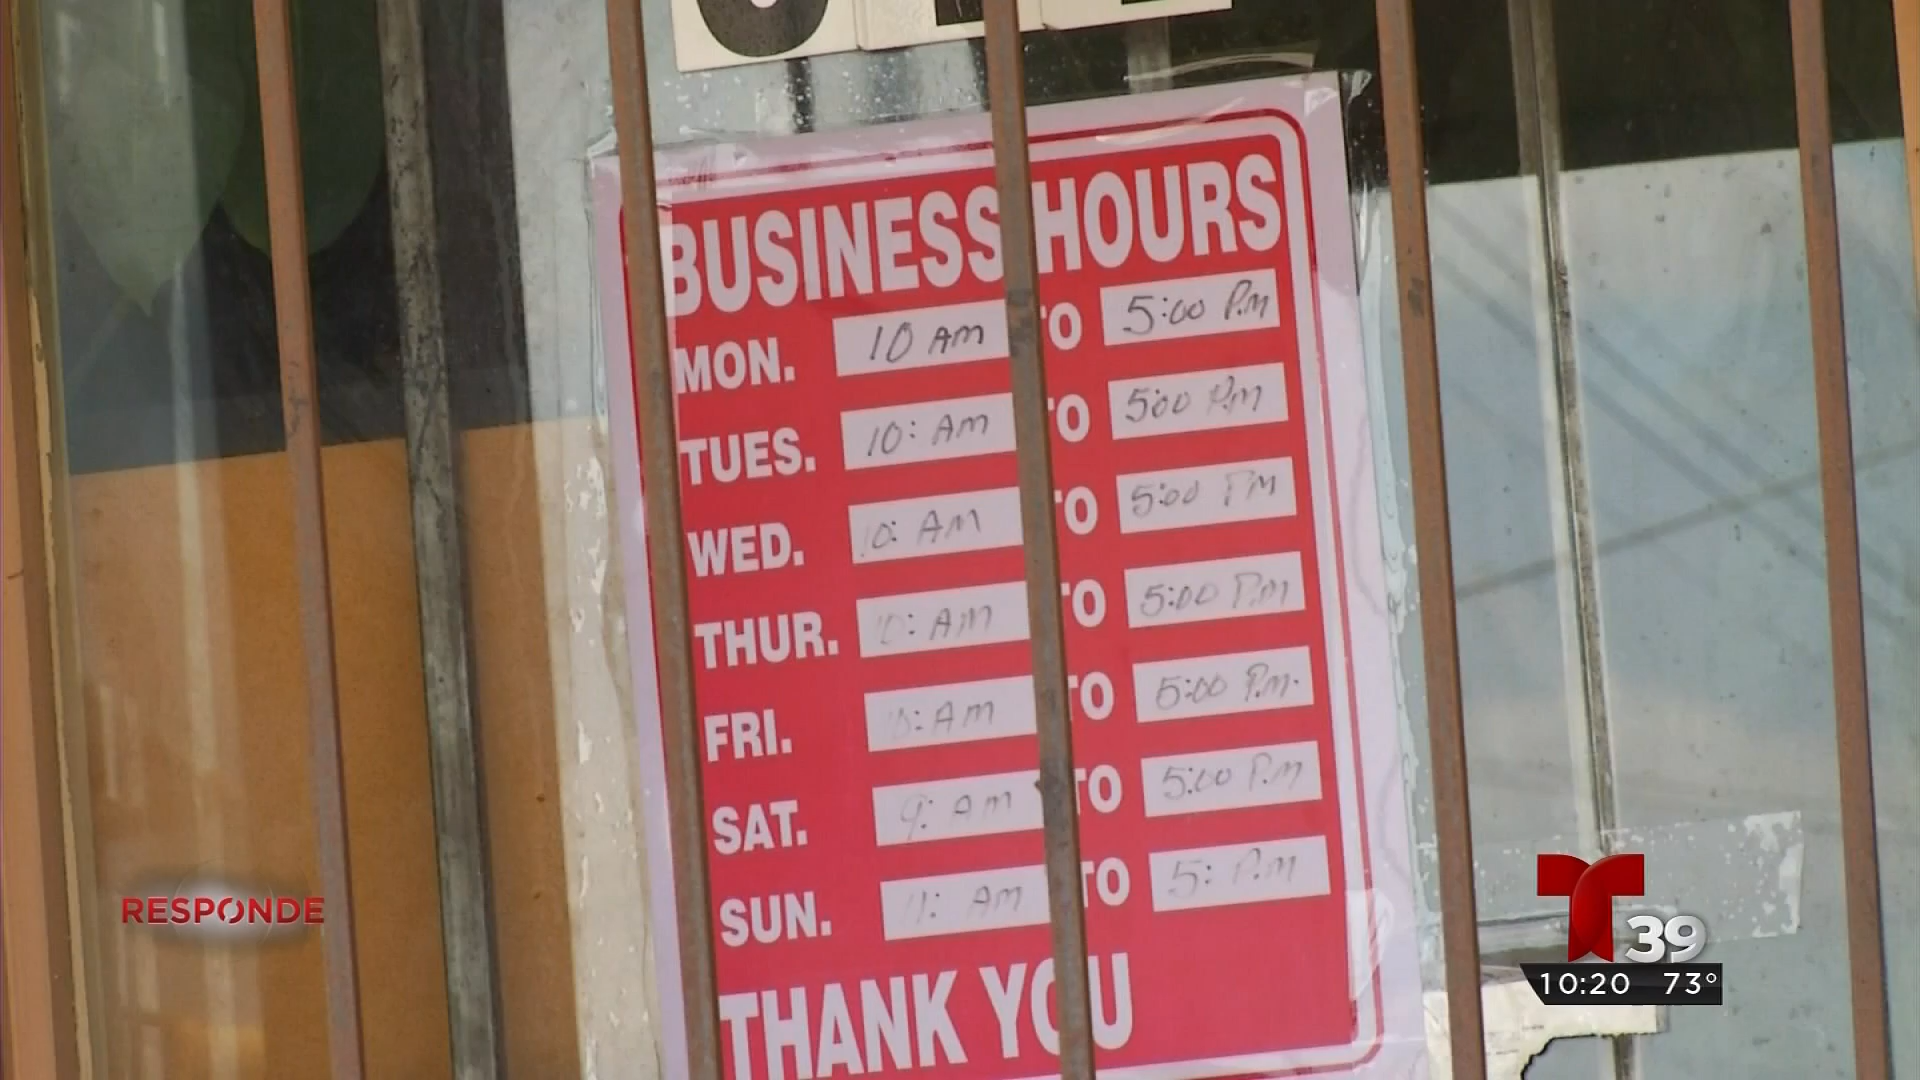 BUSINESS HOURS
MON. 10 AM TO 5:00 P.M
TUES. 10: AM TO 5:00 P.M
WED. 10: AM TO 5:00 P.M
THUR. 10: AM TO 5:00 P.M
FRI. 10: AM TO 5:00 P.M.
SAT. 9: AM TO 5:00 P.M
SUN. 11: AM TO 5: P.M
THANK YOU
RESPONDE
T 39
10:20 73°